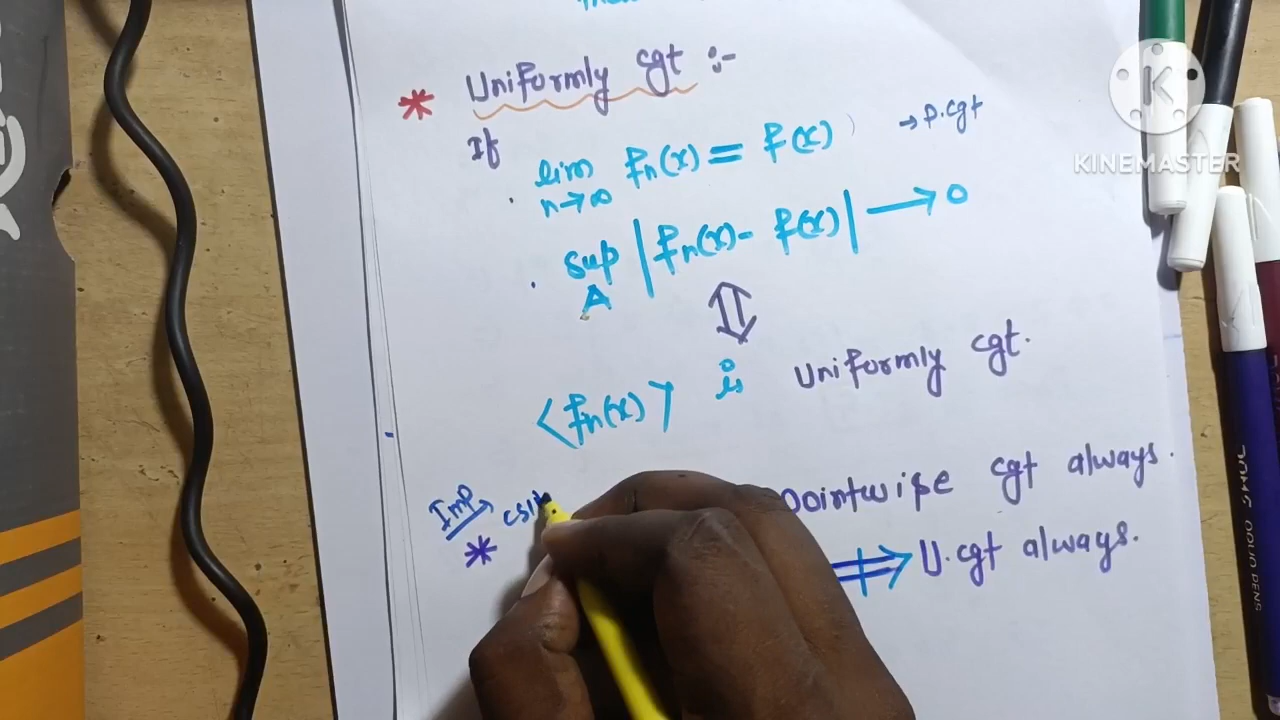 * Uniformly cgt :-
If
lim fn(x) = f(x) → P.cgt
n→∞
sup |fn(x) - f(x)| → 0
A
⇕
<fn(x)> is Uniformly cgt.
Imp
pointwise cgt always.
* ⇏ U.cgt always.
K
KINEMASTER